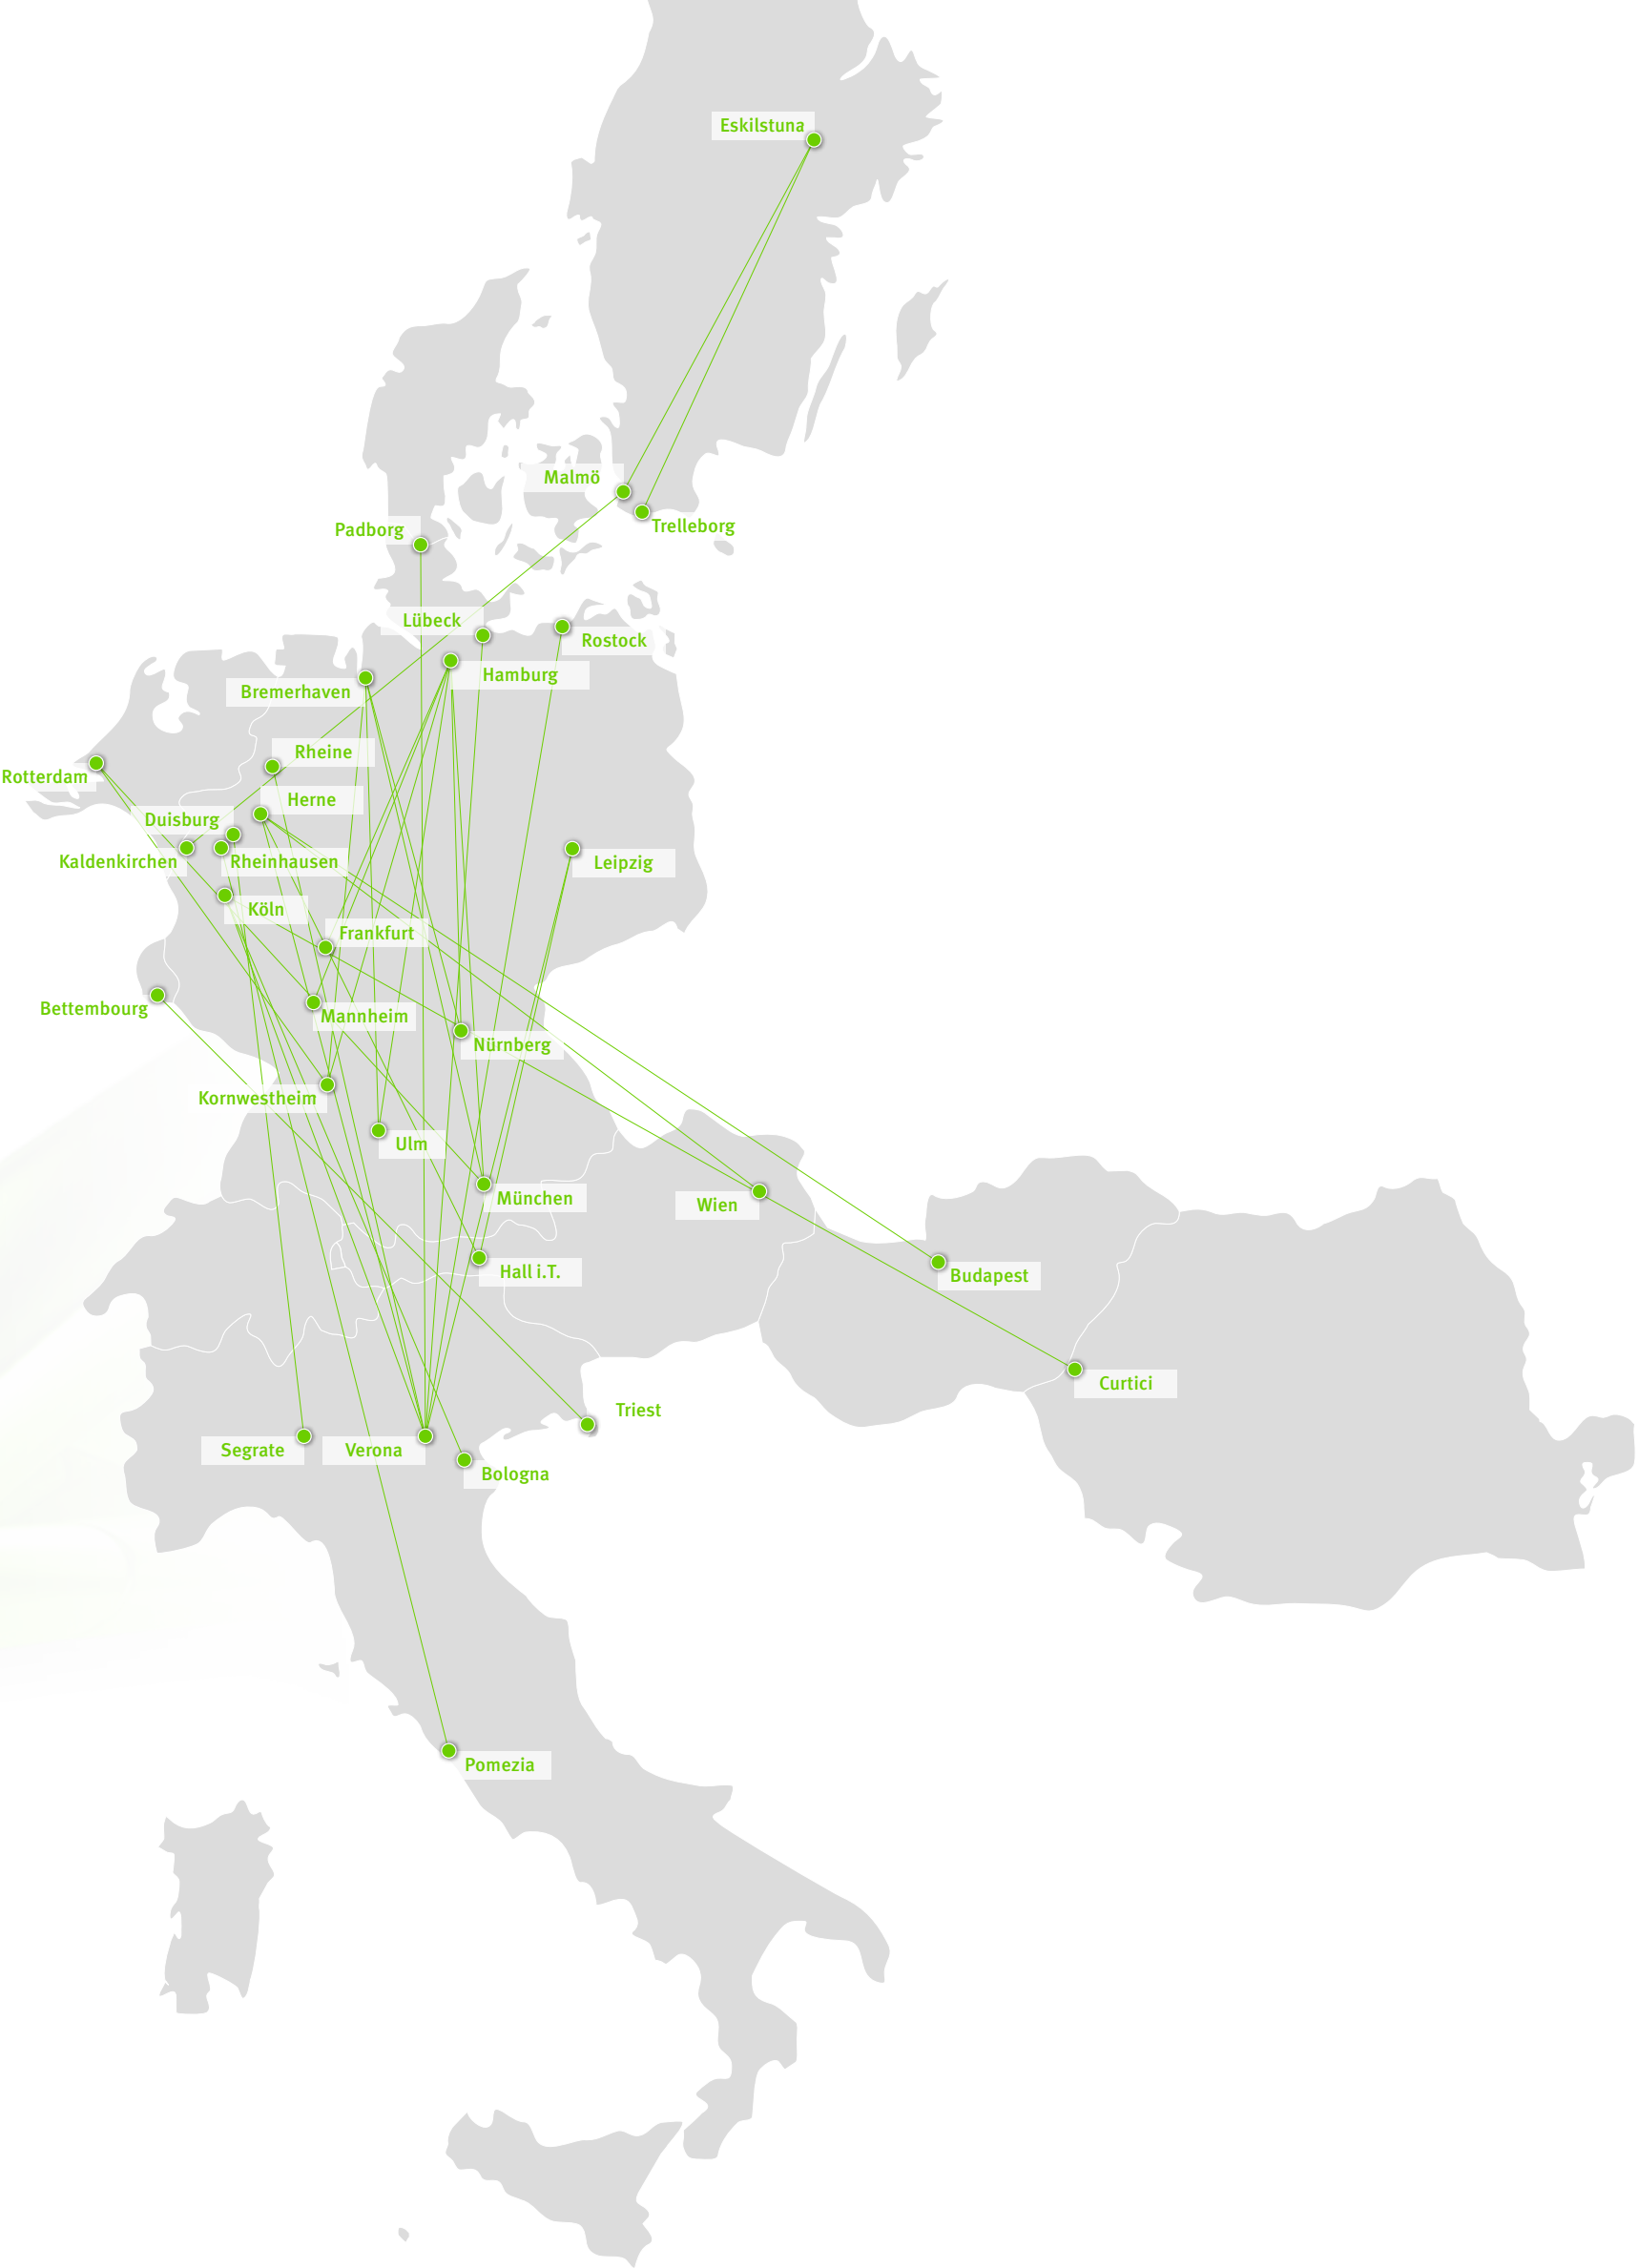 Eskilstuna
Malmö
Trelleborg
Padborg
Lübeck
Rostock
Hamburg
Bremerhaven
Rheine
Rotterdam
Herne
Duisburg
Kaldenkirchen
Rheinhausen
Leipzig
Köln
Frankfurt
Bettembourg
Mannheim
Nürnberg
Kornwestheim
Ulm
München
Wien
Hall i.T.
Budapest
Curtici
Triest
Segrate
Verona
Bologna
Pomezia